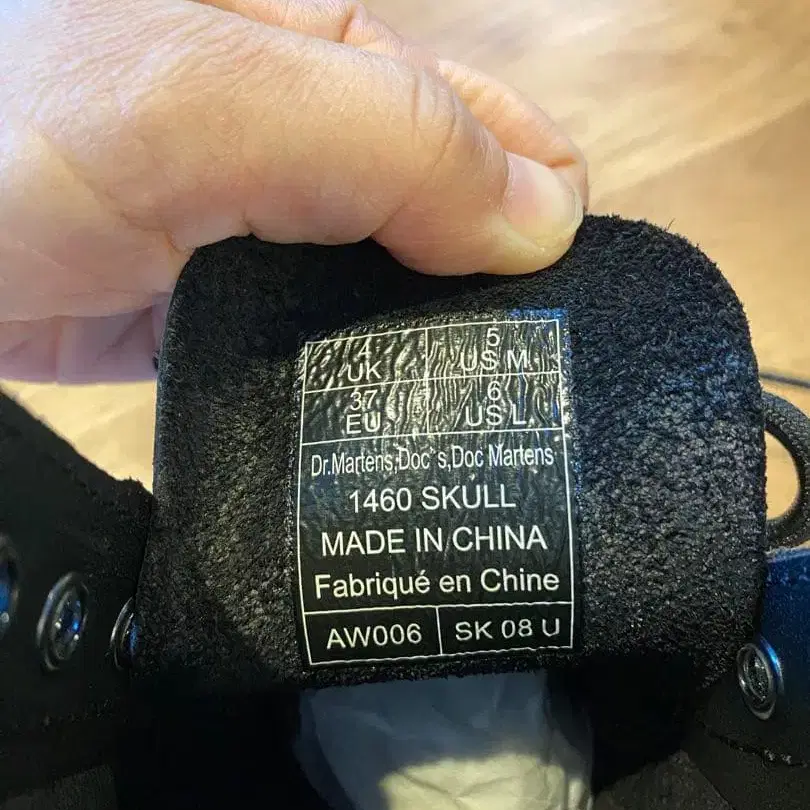 4 5
UK US M.
37 6
EU US L.
Dr.Martens,Doc's,Doc Martens
1460 SKULL
MADE IN CHINA
Fabriqué en Chine
AW006 SK 08 U